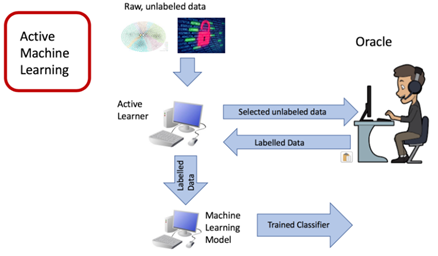 Raw, unlabeled data
Active
Machine
Learning
Oracle
Active
Learner
Selected unlabeled data
Labelled Data
Labelled
Data
Machine
Learning
Model
Trained Classifier